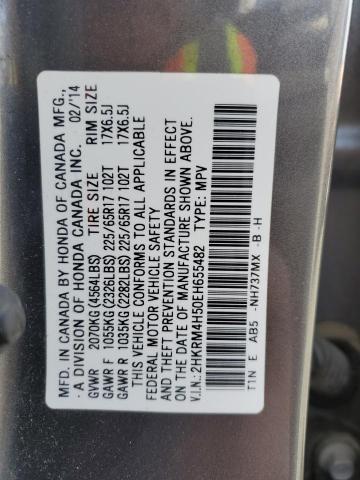 MFD. IN CANADA BY HONDA OF CANADA MFG.,
- A DIVISION OF HONDA CANADA INC. 02/'14
GVWR 2070KG(4564LBS) TIRE SIZE RIM SIZE
GAWR F 1055KG(2326LBS) 225/65R17 102T 17X6.5J
GAWR R 1035KG(2282LBS) 225/65R17 102T 17X6.5J
THIS VEHICLE CONFORMS TO ALL APPLICABLE
FEDERAL MOTOR VEHICLE SAFETY
AND THEFT PREVENTION STANDARDS IN EFFECT
ON THE DATE OF MANUFACTURE SHOWN ABOVE.
V.I.N.: 2HKRM4H50EH655482 TYPE: MPV
T1N E AB5 -NH737MX -B -H